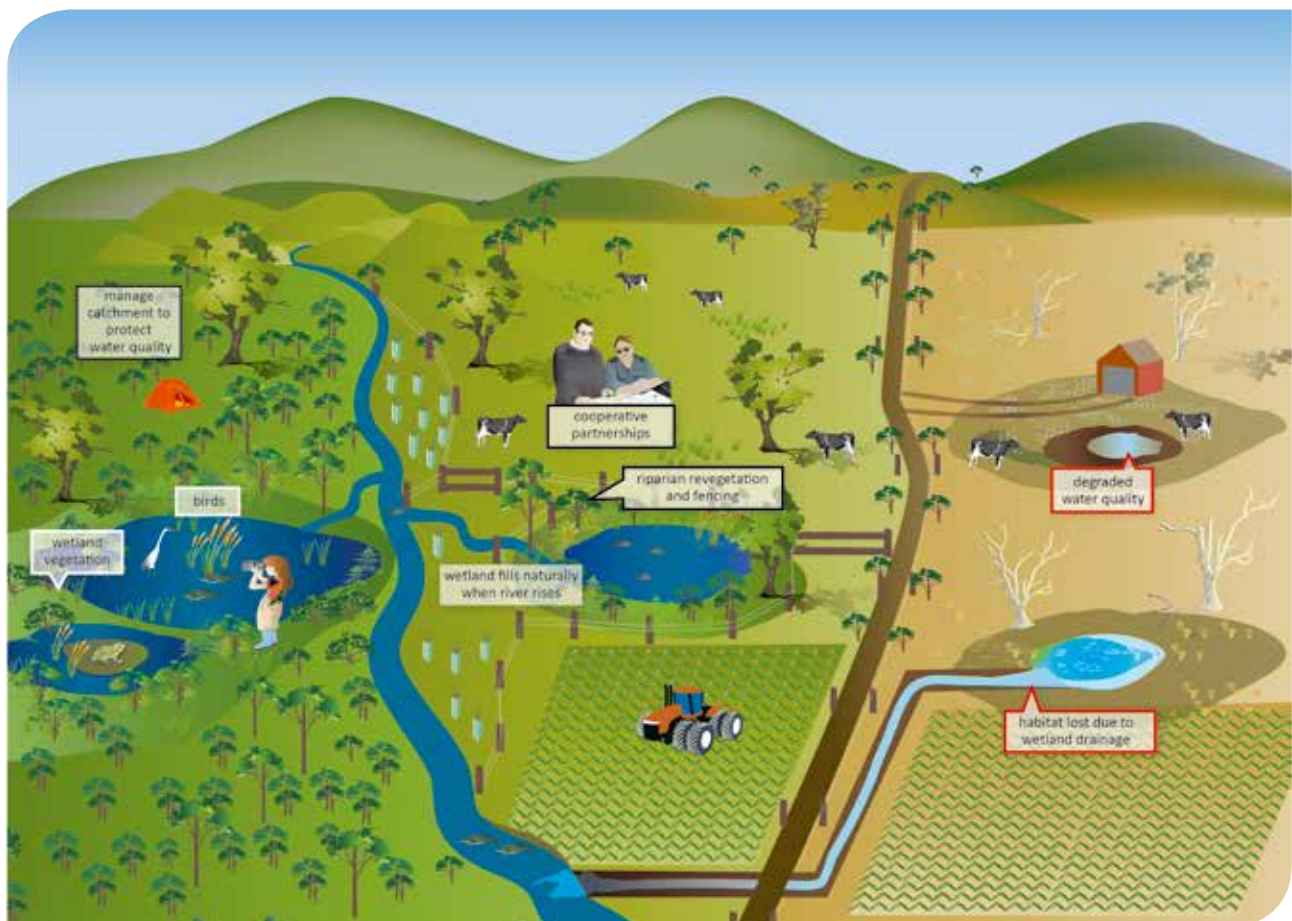 manage
catchment to
protect
water quality
cooperative
partnerships
riparian revegetation
and fencing
degraded
water quality
birds
wetland
vegetation
wetland fills naturally
when river rises
habitat lost due to
wetland drainage